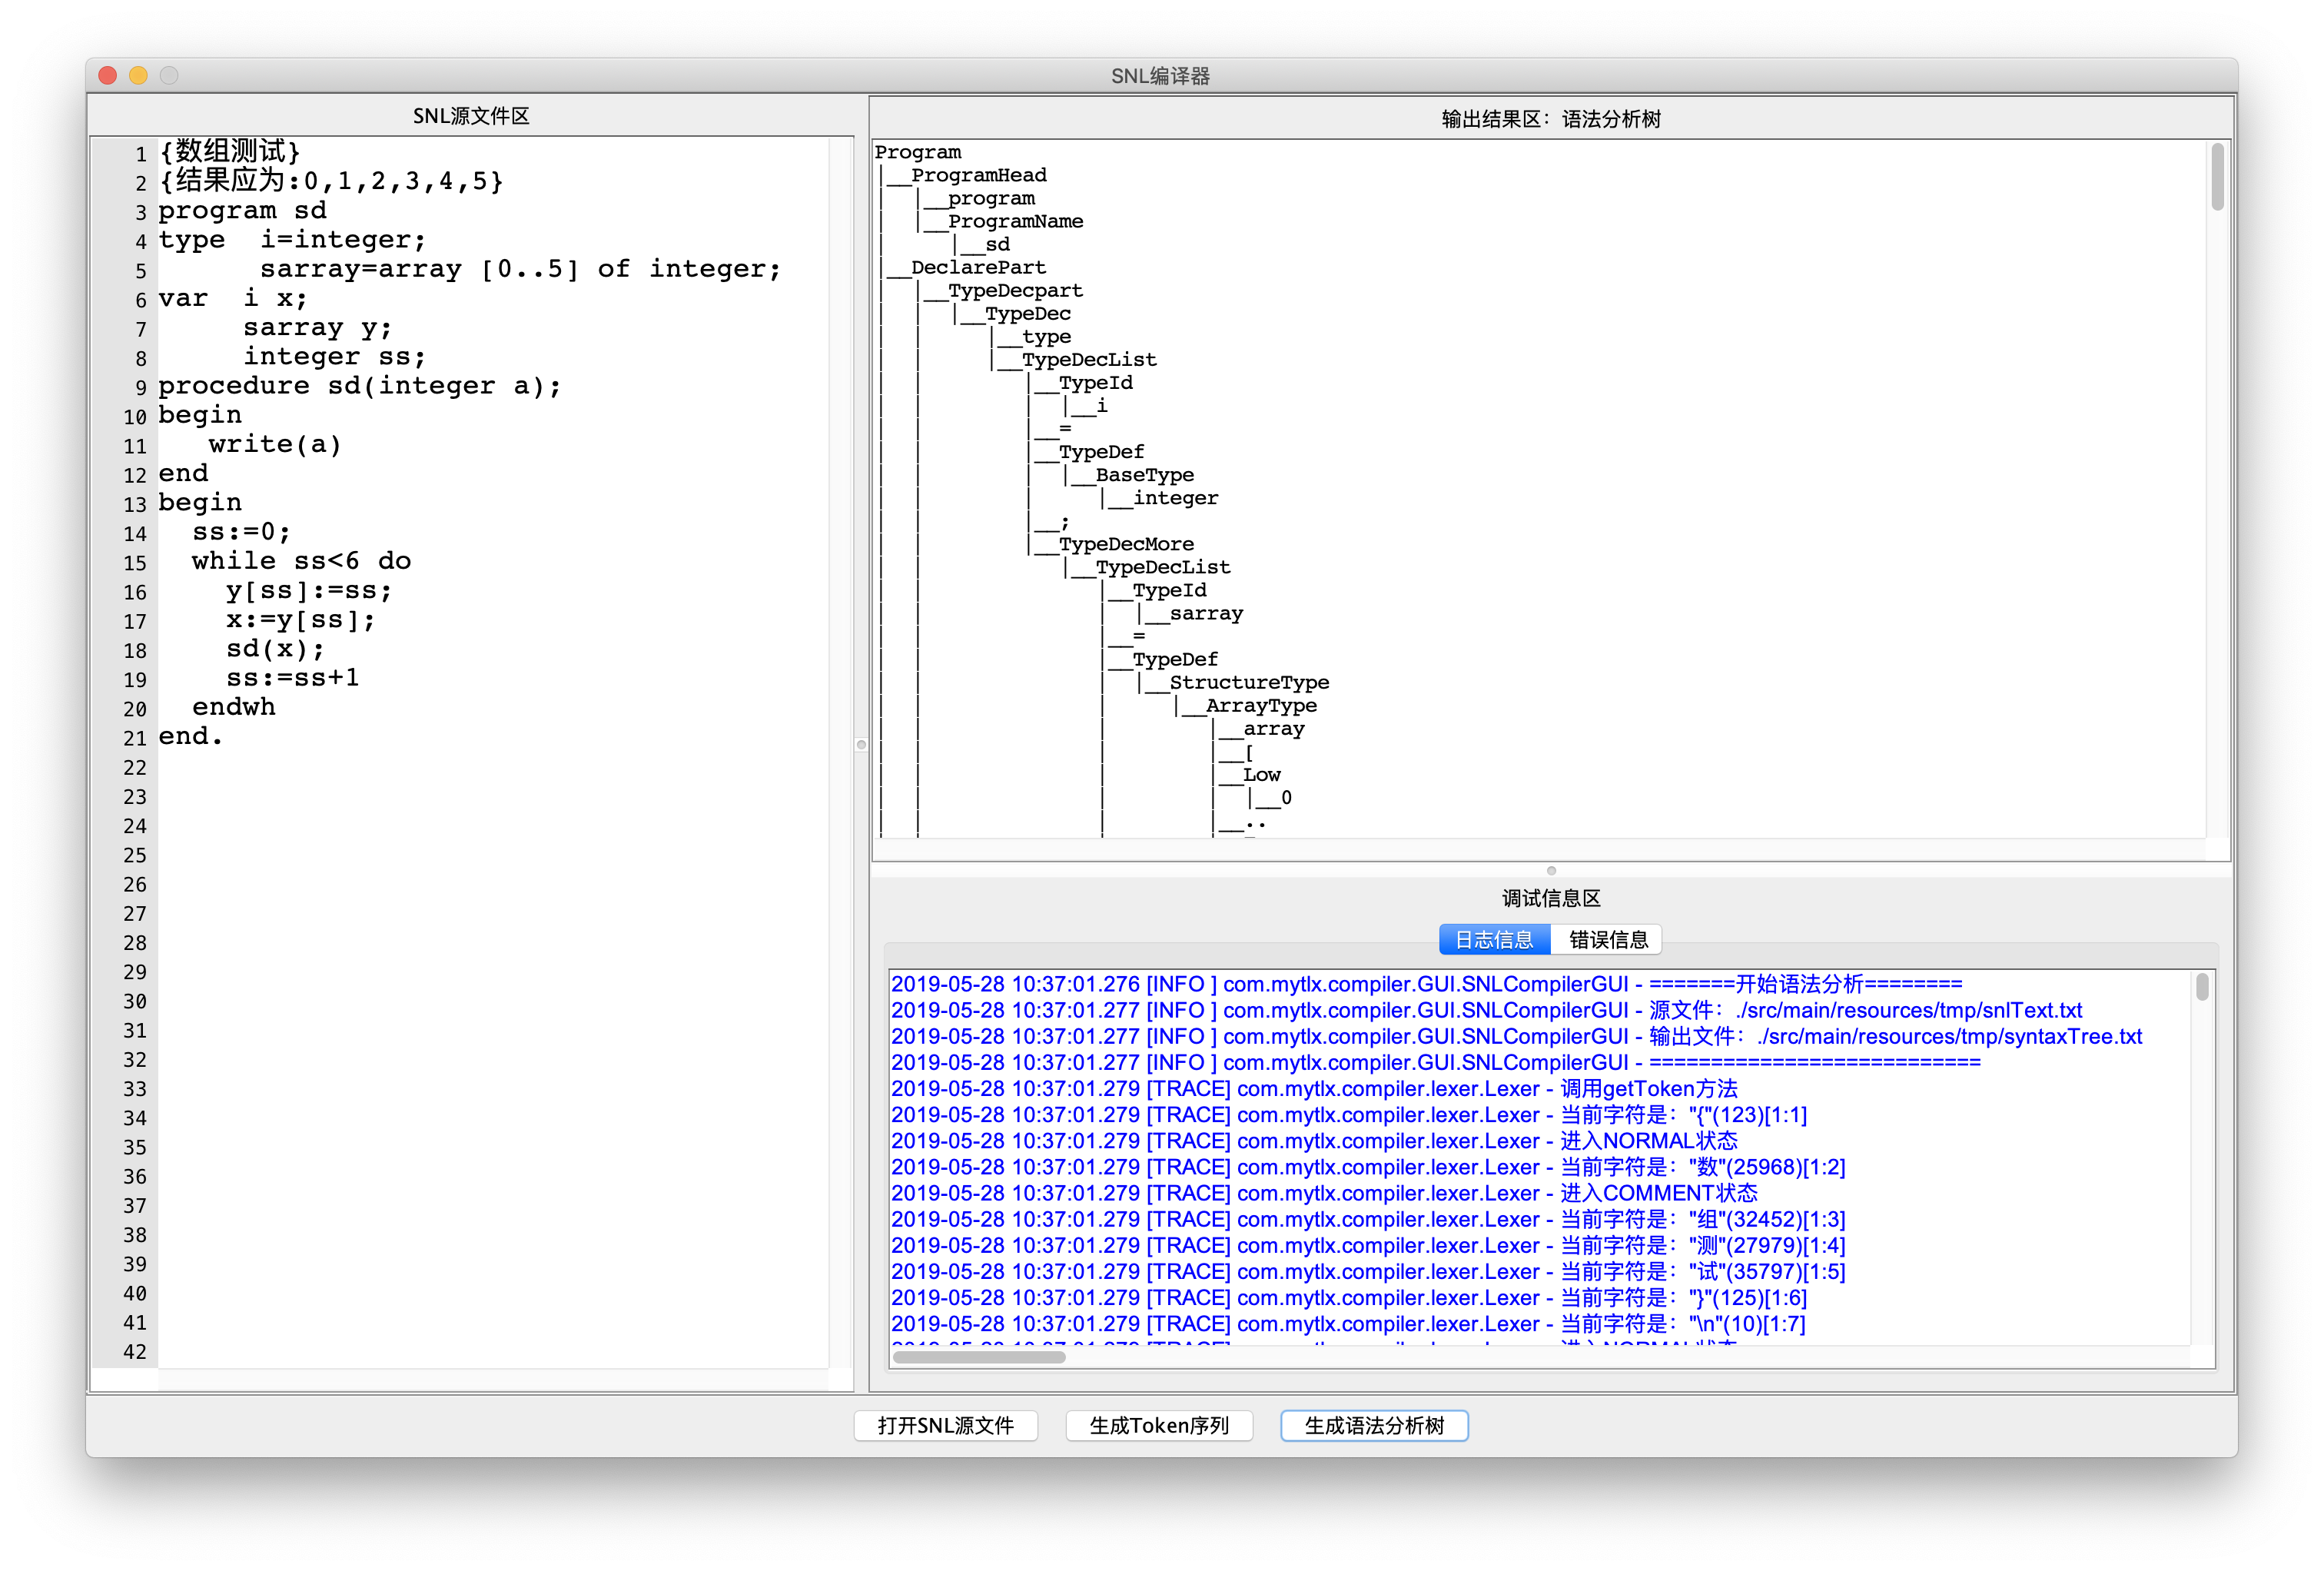 SNL编译器
SNL源文件区
1 {数组测试}
2 {结果应为:0,1,2,3,4,5}
3 program sd
4 type  i=integer;
5       sarray=array [0..5] of integer;
6 var  i x;
7      sarray y;
8      integer ss;
9 procedure sd(integer a);
10 begin
11    write(a)
12 end
13 begin
14   ss:=0;
15   while ss<6 do
16     y[ss]:=ss;
17     x:=y[ss];
18     sd(x);
19     ss:=ss+1
20   endwh
21 end.
22
23
24
25
26
27
28
29
30
31
32
33
34
35
36
37
38
39
40
41
42
输出结果区：语法分析树
Program
|__ProgramHead
|  |__program
|  |__ProgramName
|     |__sd
|__DeclarePart
|  |__TypeDecpart
|  |  |__TypeDec
|  |     |__type
|  |     |__TypeDecList
|  |        |__TypeId
|  |        |  |__i
|  |        |__=
|  |        |__TypeDef
|  |        |  |__BaseType
|  |        |     |__integer
|  |        |__;
|  |        |__TypeDecMore
|  |           |__TypeDecList
|  |              |__TypeId
|  |              |  |__sarray
|  |              |__=
|  |              |__TypeDef
|  |              |  |__StructureType
|  |              |     |__ArrayType
|  |              |        |__array
|  |              |        |__[
|  |              |        |__Low
|  |              |        |  |__0
|  |              |        |__..
调试信息区
日志信息 错误信息
2019-05-28 10:37:01.276 [INFO ] com.mytlx.compiler.GUI.SNLCompilerGUI - =======开始语法分析========
2019-05-28 10:37:01.277 [INFO ] com.mytlx.compiler.GUI.SNLCompilerGUI - 源文件：./src/main/resources/tmp/snlText.txt
2019-05-28 10:37:01.277 [INFO ] com.mytlx.compiler.GUI.SNLCompilerGUI - 输出文件：./src/main/resources/tmp/syntaxTree.txt
2019-05-28 10:37:01.277 [INFO ] com.mytlx.compiler.GUI.SNLCompilerGUI - ===========================
2019-05-28 10:37:01.279 [TRACE] com.mytlx.compiler.lexer.Lexer - 调用getToken方法
2019-05-28 10:37:01.279 [TRACE] com.mytlx.compiler.lexer.Lexer - 当前字符是："{"(123)[1:1]
2019-05-28 10:37:01.279 [TRACE] com.mytlx.compiler.lexer.Lexer - 进入NORMAL状态
2019-05-28 10:37:01.279 [TRACE] com.mytlx.compiler.lexer.Lexer - 当前字符是："数"(25968)[1:2]
2019-05-28 10:37:01.279 [TRACE] com.mytlx.compiler.lexer.Lexer - 进入COMMENT状态
2019-05-28 10:37:01.279 [TRACE] com.mytlx.compiler.lexer.Lexer - 当前字符是："组"(32452)[1:3]
2019-05-28 10:37:01.279 [TRACE] com.mytlx.compiler.lexer.Lexer - 当前字符是："测"(27979)[1:4]
2019-05-28 10:37:01.279 [TRACE] com.mytlx.compiler.lexer.Lexer - 当前字符是："试"(35797)[1:5]
2019-05-28 10:37:01.279 [TRACE] com.mytlx.compiler.lexer.Lexer - 当前字符是："}"(125)[1:6]
2019-05-28 10:37:01.279 [TRACE] com.mytlx.compiler.lexer.Lexer - 当前字符是："\n"(10)[1:7]
打开SNL源文件 生成Token序列 生成语法分析树